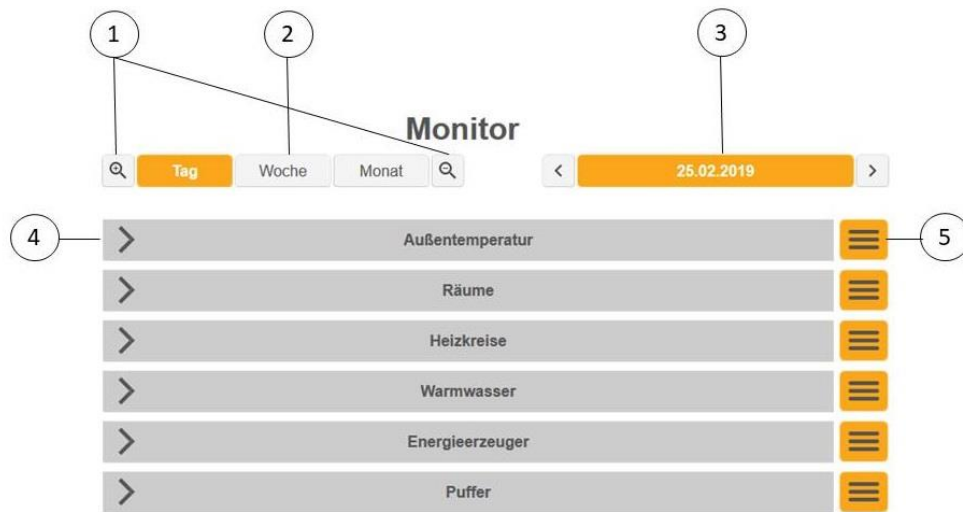 1 2 3
Monitor
Tag Woche Monat 25.02.2019
4 Außentemperatur 5
Räume
Heizkreise
Warmwasser
Energieerzeuger
Puffer